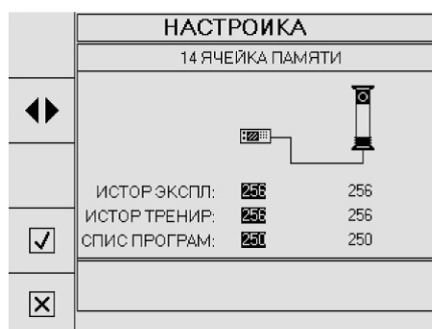 НАСТРОЙКА
14 ЯЧЕЙКА ПАМЯТИ
ИСТОР ЭКСПЛ: 256 256
ИСТОР ТРЕНИР: 256 256
СПИС ПРОГРАМ: 250 250